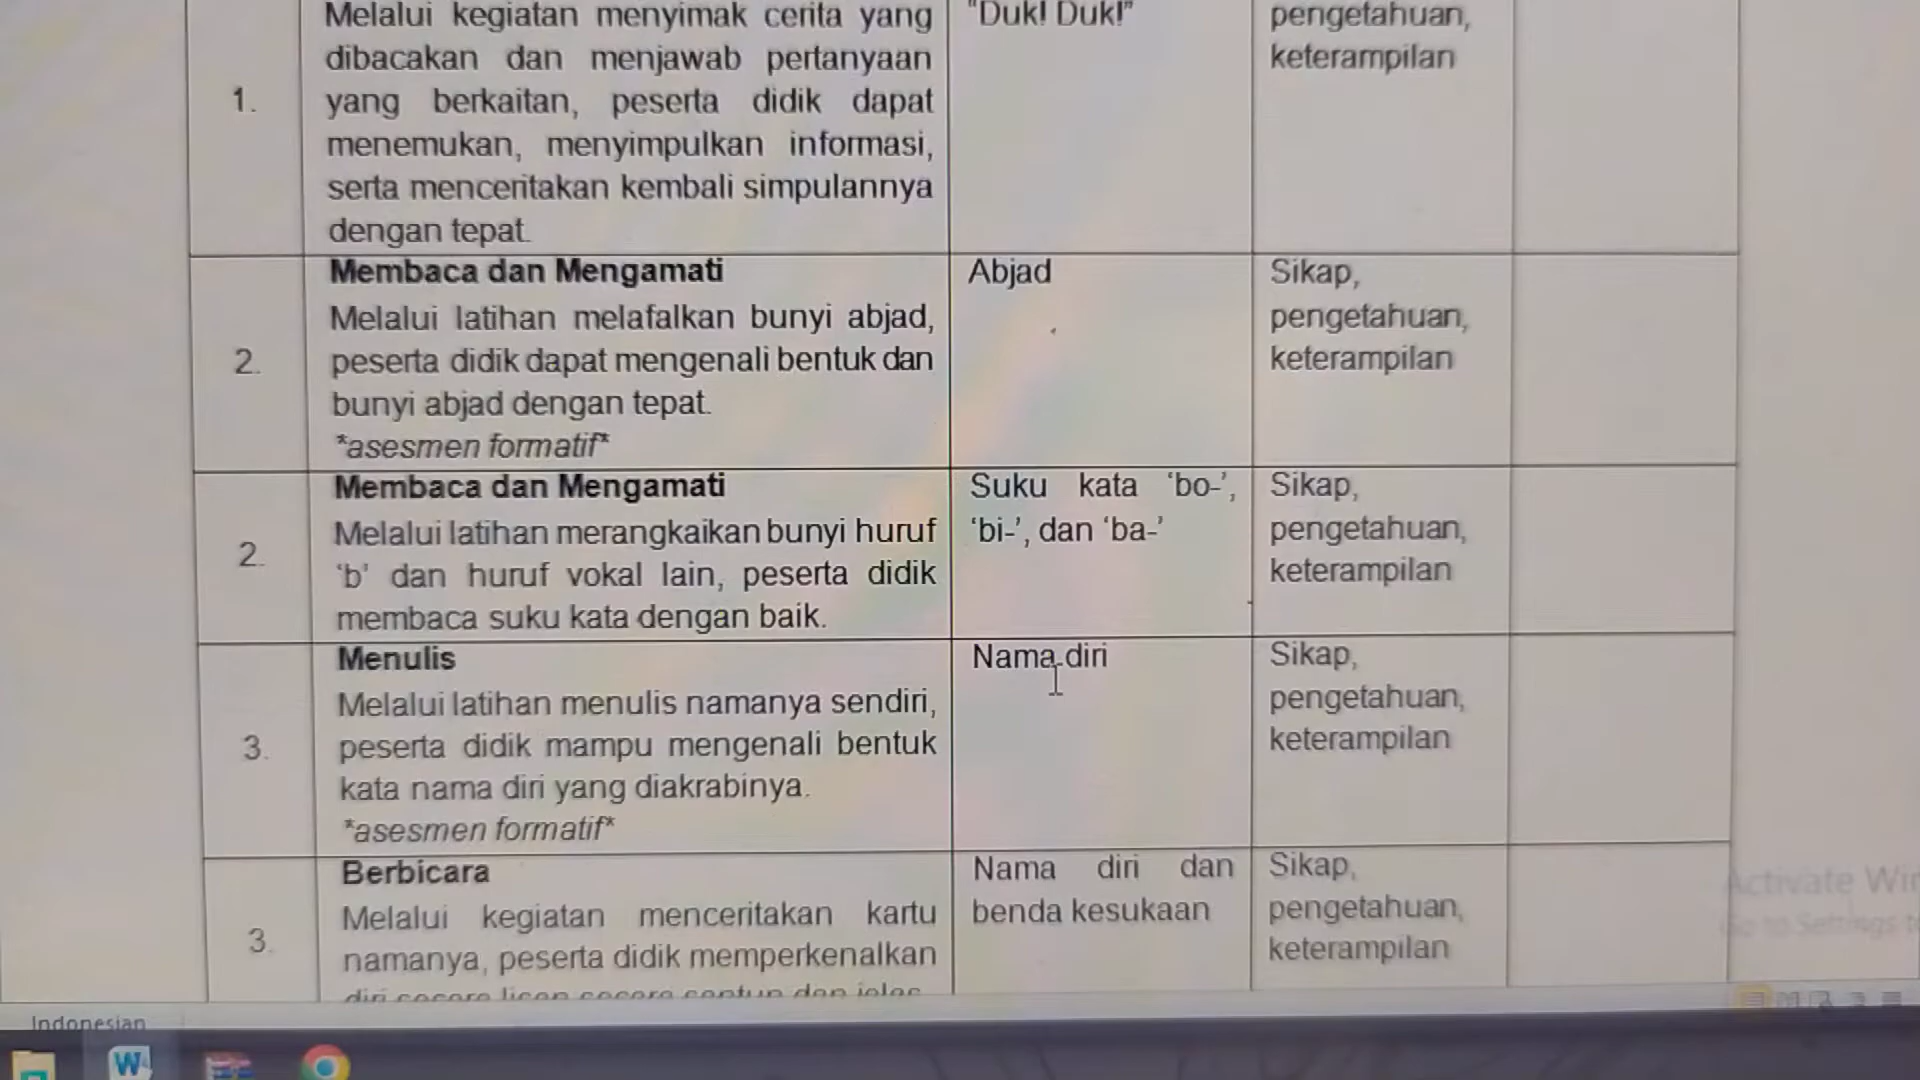 Melalui kegiatan menyimak cerita yang
dibacakan dan menjawab pertanyaan
1. yang berkaitan, peserta didik dapat
menemukan, menyimpulkan informasi,
serta menceritakan kembali simpulannya
dengan tepat.
"Duk! Duk!"
pengetahuan,
keterampilan
2.
Membaca dan Mengamati
Melalui latihan melafalkan bunyi abjad,
peserta didik dapat mengenali bentuk dan
bunyi abjad dengan tepat.
*asesmen formatif*
Abjad
Sikap,
pengetahuan,
keterampilan
2.
Membaca dan Mengamati
Melalui latihan merangkaikan bunyi huruf
'b' dan huruf vokal lain, peserta didik
membaca suku kata dengan baik.
Suku kata 'bo-',
'bi-', dan 'ba-'
Sikap,
pengetahuan,
keterampilan
3.
Menulis
Melalui latihan menulis namanya sendiri,
peserta didik mampu mengenali bentuk
kata nama diri yang diakrabinya.
*asesmen formatif*
Nama diri
Sikap,
pengetahuan,
keterampilan
3.
Berbicara
Melalui kegiatan menceritakan kartu
namanya, peserta didik memperkenalkan
Nama diri dan
benda kesukaan
Sikap,
pengetahuan,
keterampilan
Activate Win
Go to Settings to
Indonesian